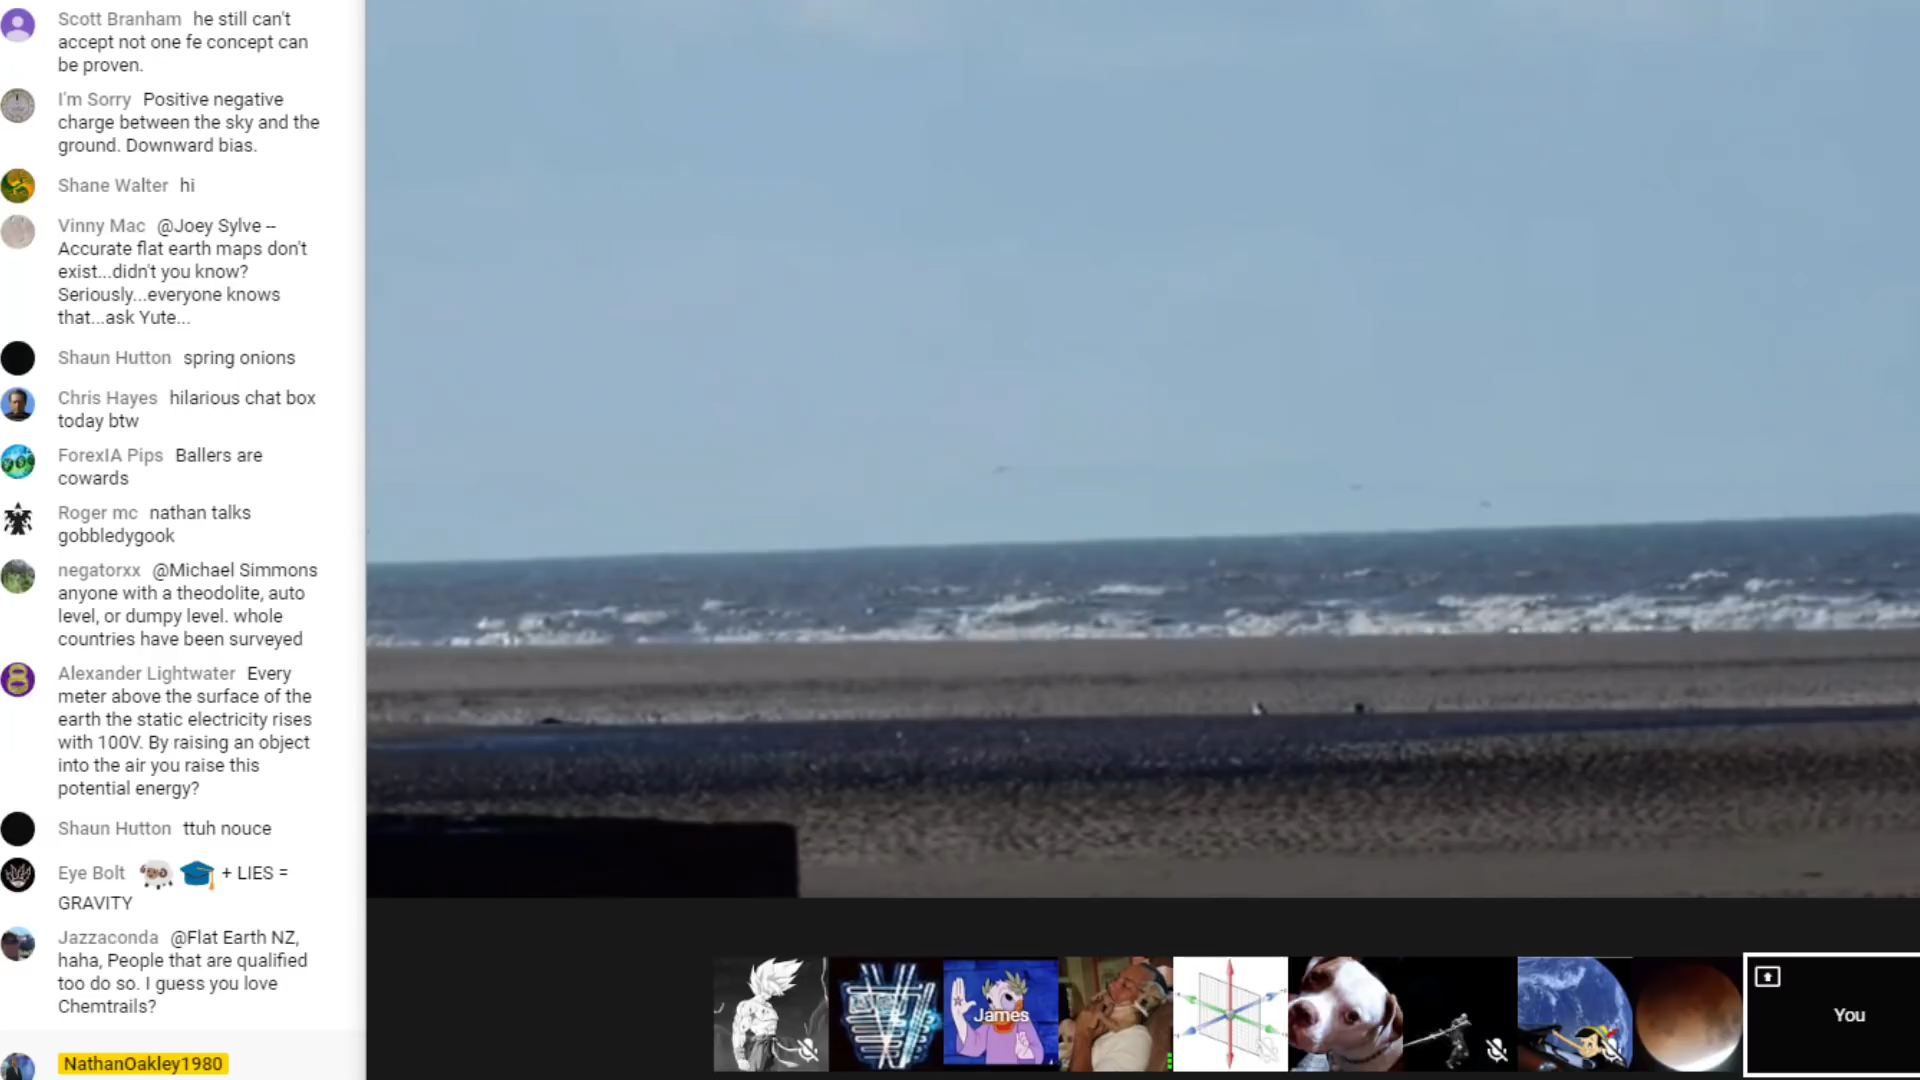 Scott Branham he still can't
accept not one fe concept can
be proven.
I'm Sorry Positive negative
charge between the sky and the
ground. Downward bias.
Shane Walter hi
Vinny Mac @Joey Sylve --
Accurate flat earth maps don't
exist...didn't you know?
Seriously...everyone knows
that...ask Yute...
Shaun Hutton spring onions
Chris Hayes hilarious chat box
today btw
ForexIA Pips Ballers are
cowards
Roger mc nathan talks
gobbledygook
negatorxx @Michael Simmons
anyone with a theodolite, auto
level, or dumpy level. whole
countries have been surveyed
Alexander Lightwater Every
meter above the surface of the
earth the static electricity rises
with 100V. By raising an object
into the air you raise this
potential energy?
Shaun Hutton ttuh nouce
Eye Bolt + LIES =
GRAVITY
Jazzaconda @Flat Earth NZ,
haha, People that are qualified
too do so. I guess you love
Chemtrails?
NathanOakley1980
James
You